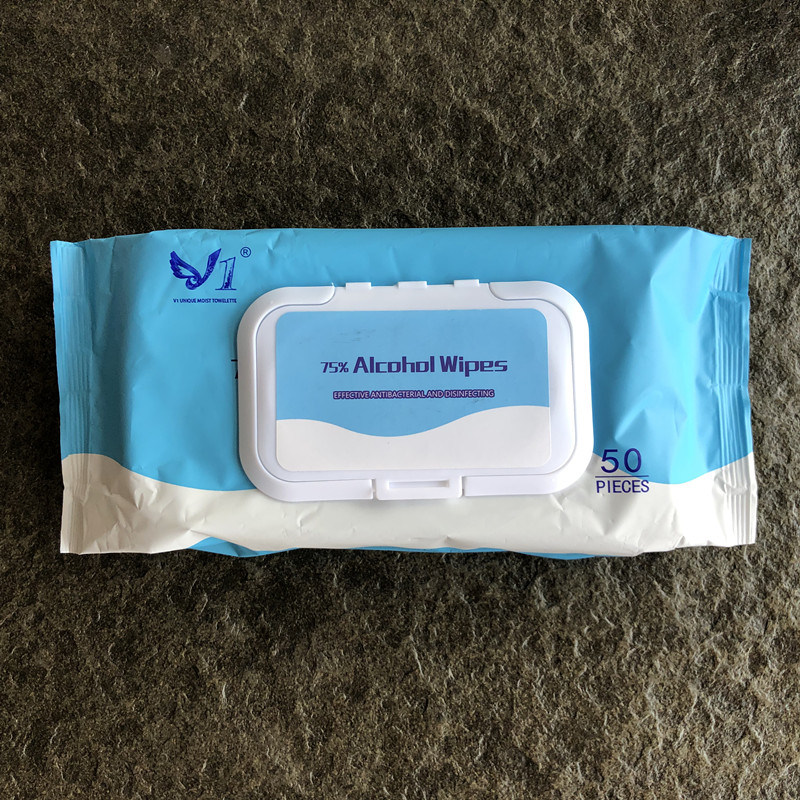 V1®
V1 UNIQUE MOIST TOWELETTE
75% Alcohol Wipes
EFFECTIVE ANTIBACTERIAL AND DISINFECTING
50
PIECES